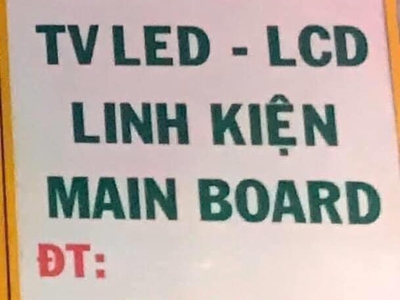 TV LED - LCD
LINH KIỆN
MAIN BOARD
ĐT: